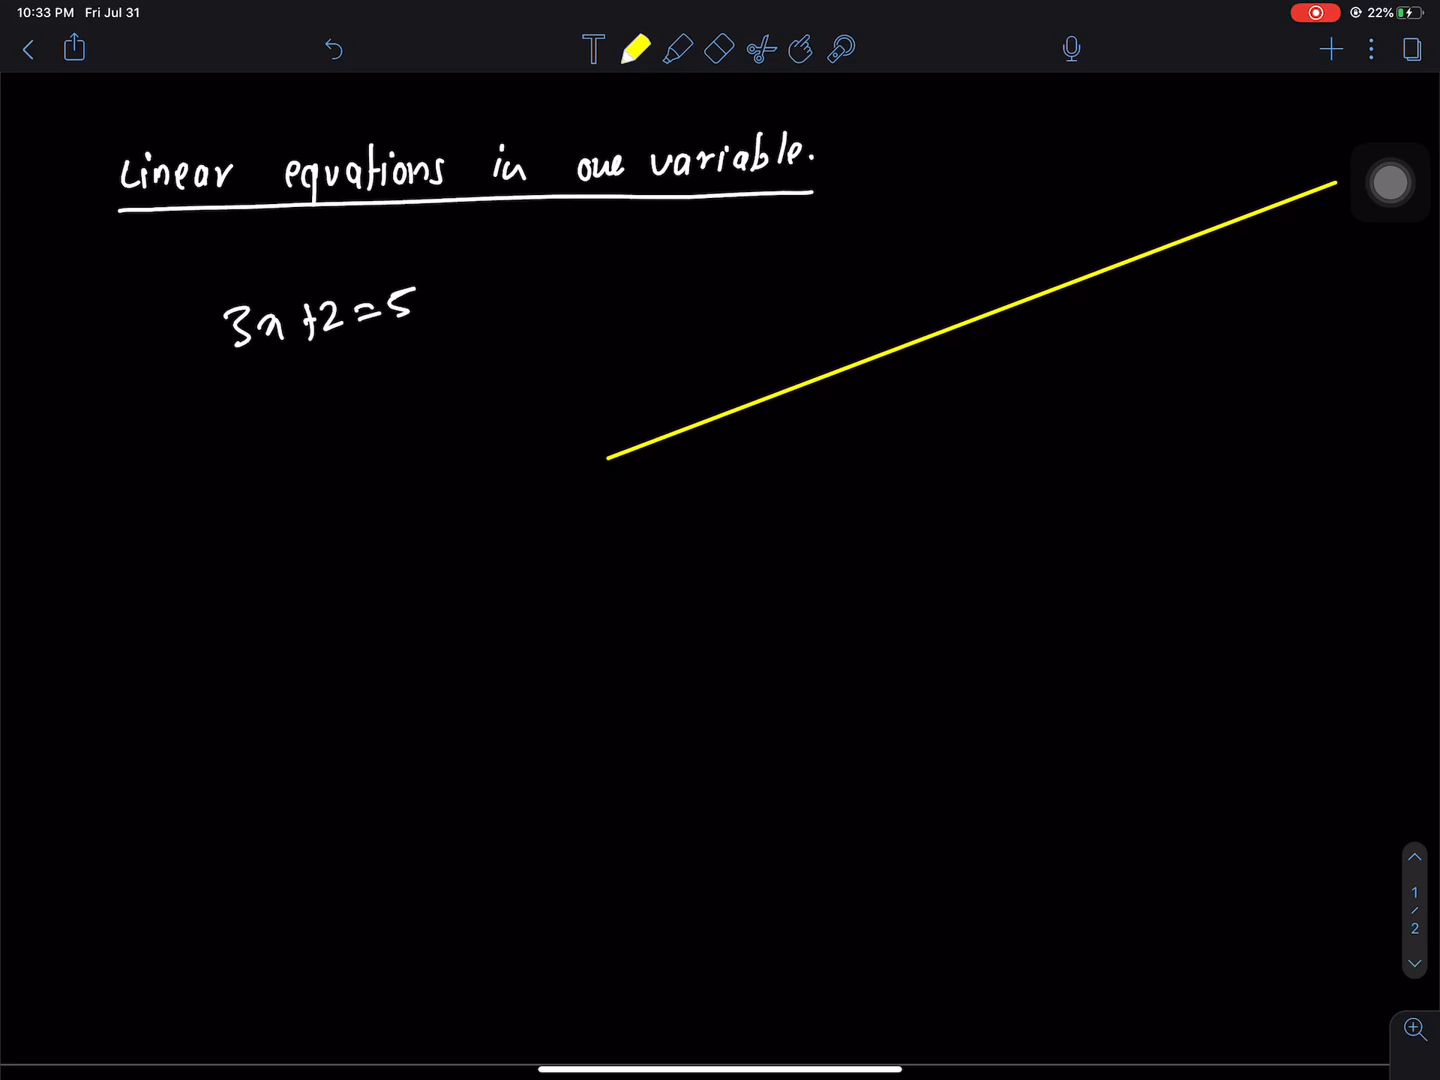 10:33 PM Fri Jul 31
22%
Linear equations in one variable.
3x+2=5
1
/
2